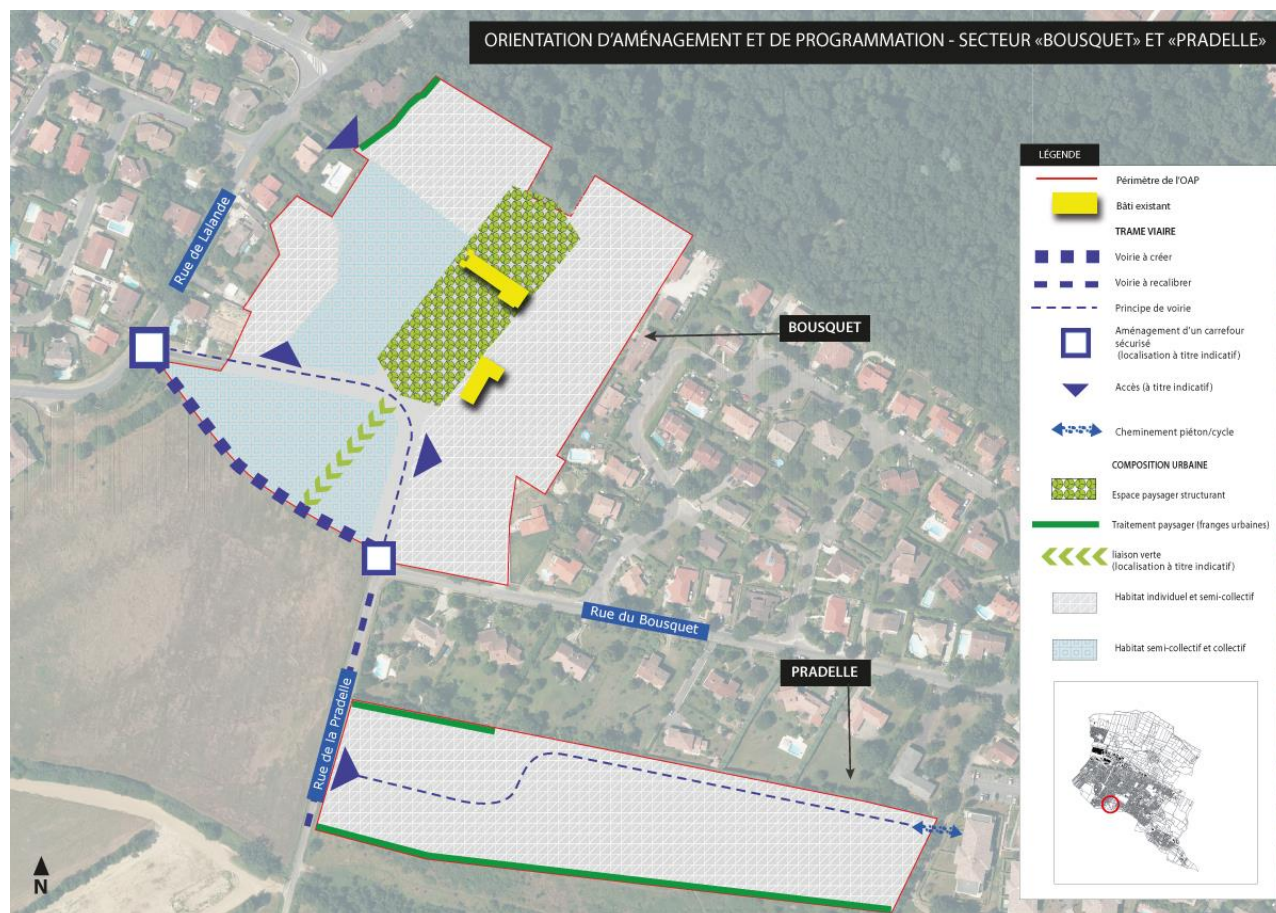 ORIENTATION D'AMÉNAGEMENT ET DE PROGRAMMATION - SECTEUR «BOUSQUET» ET «PRADELLE»
LÉGENDE
Périmètre de l'OAP
Bâti existant
TRAME VIAIRE
Voirie à créer
Voirie à recalibrer
Principe de voirie
Aménagement d'un carrefour
sécurisé
(localisation à titre indicatif)
Accès (à titre indicatif)
Cheminement piéton/cycle
COMPOSITION URBAINE
Espace paysager structurant
Traitement paysager (franges urbaines)
liaison verte
(localisation à titre indicatif)
Habitat individuel et semi-collectif
Habitat semi-collectif et collectif
Rue de Lalande
BOUSQUET
Rue du Bousquet
PRADELLE
Rue de la Pradelle
N